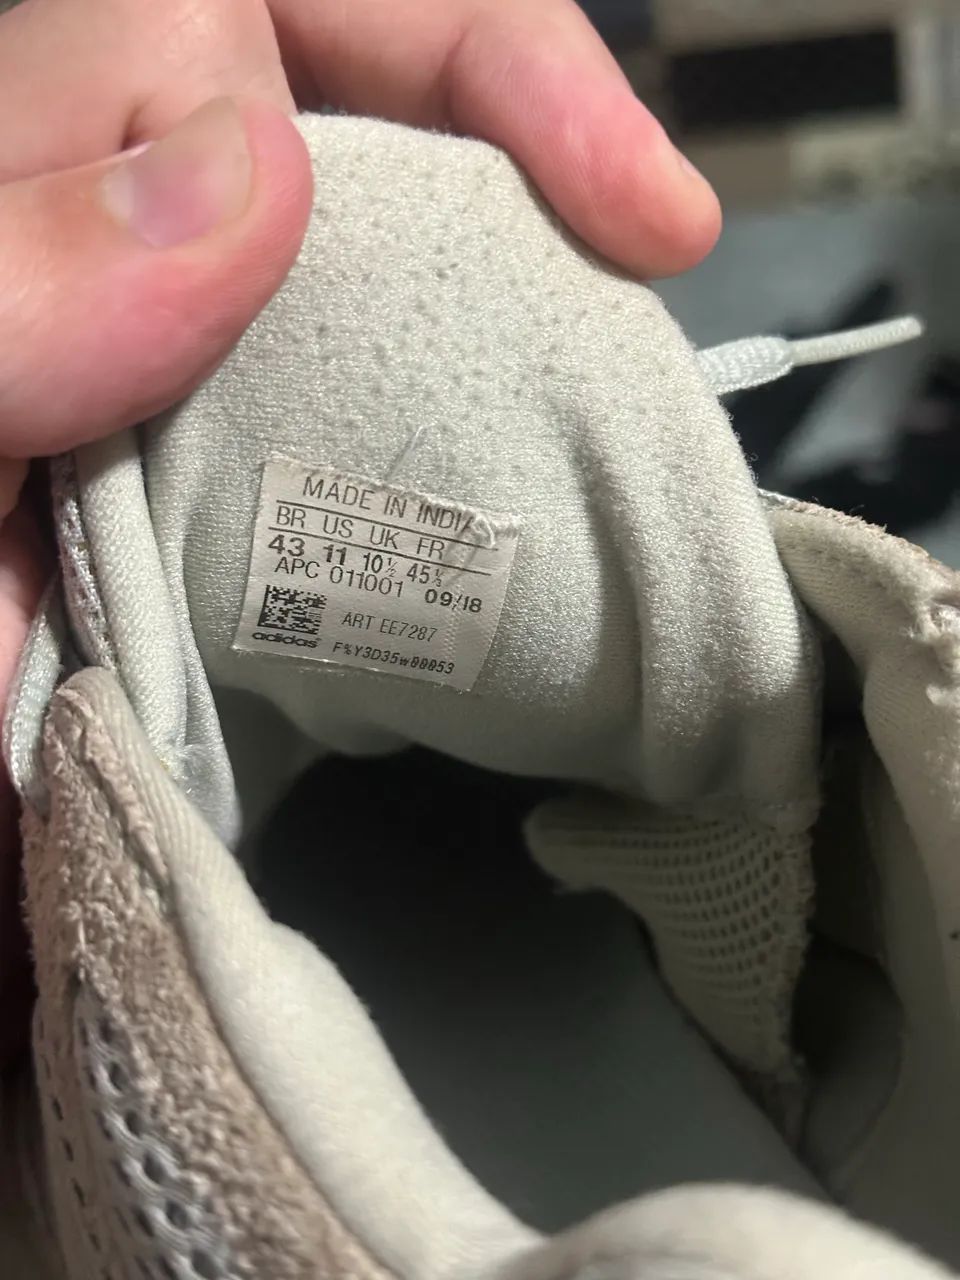 MADE IN INDIA
BR US UK FR
43 11 10½ 45⅓
APC 011001 09/18
ART EE7287
adidas F%Y3D35w00053